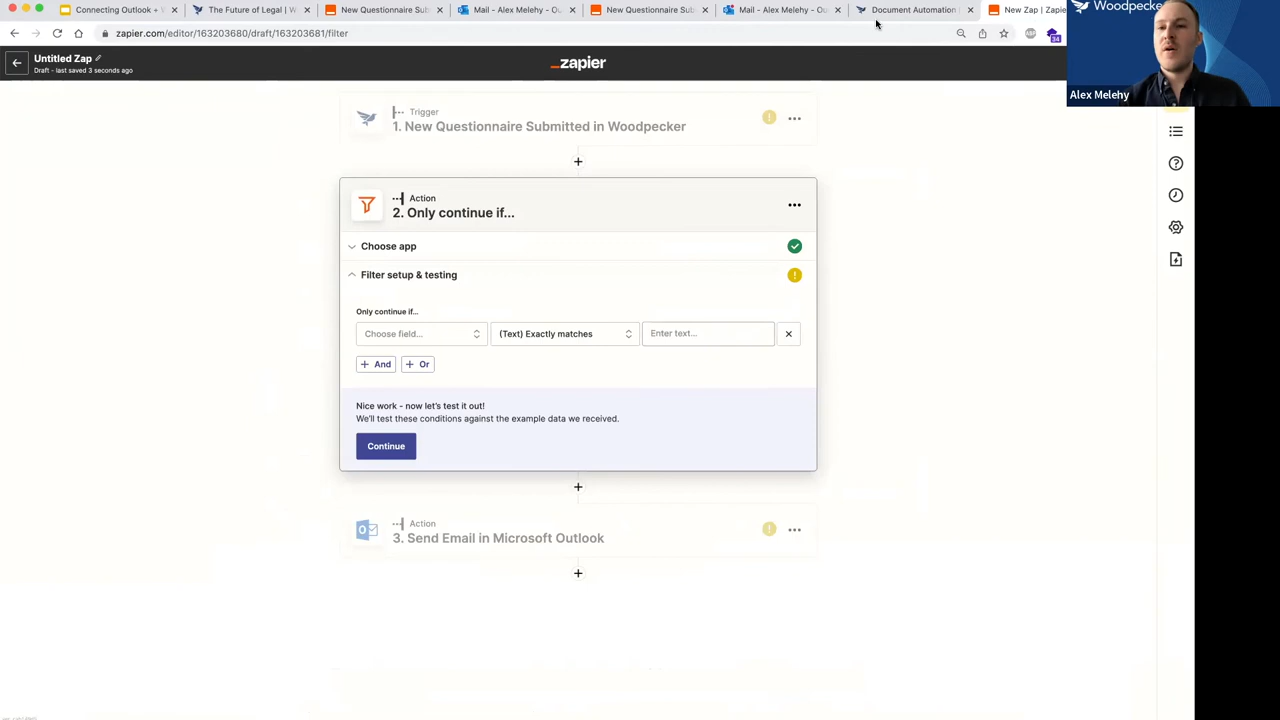 Connecting Outlook + W
The Future of Legal | W
New Questionnaire Sub
Mail - Alex Melehy - Ou
New Questionnaire Sub
Mail - Alex Melehy - Ou
Document Automation
New Zap | Zapie
zapier.com/editor/163203680/draft/163203681/filter
Woodpecke
Alex Melehy
Untitled Zap
Draft - last saved 3 seconds ago
_zapier
Trigger
1. New Questionnaire Submitted in Woodpecker
Action
2. Only continue if...
Choose app
Filter setup & testing
Only continue if...
Choose field...
(Text) Exactly matches
Enter text...
+ And
+ Or
Nice work - now let's test it out!
We'll test these conditions against the example data we received.
Continue
Action
3. Send Email in Microsoft Outlook